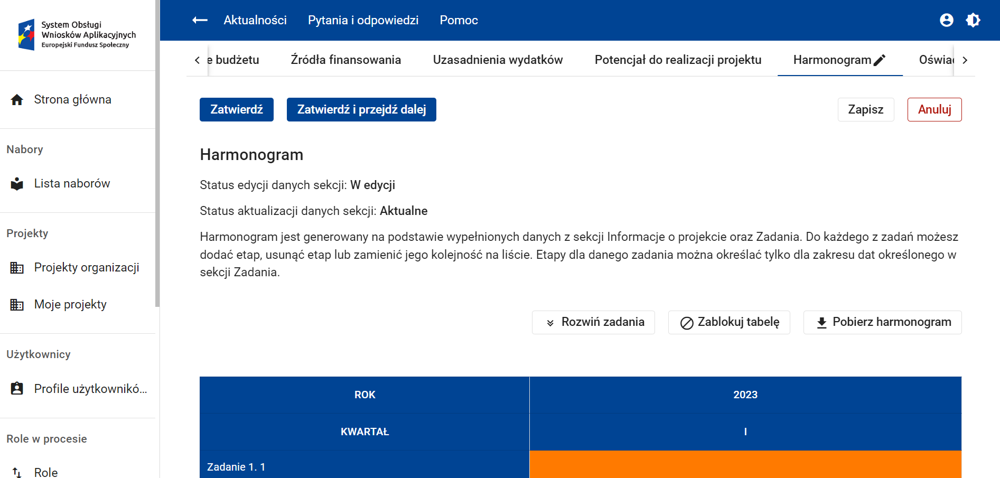 System Obsługi
Wniosków Aplikacyjnych
Europejski Fundusz Społeczny
Strona główna
Nabory
Lista naborów
Projekty
Projekty organizacji
Moje projekty
Użytkownicy
Profile użytkownikó...
Role w procesie
Role
Aktualności Pytania i odpowiedzi Pomoc
e budżetu Źródła finansowania Uzasadnienia wydatków Potencjał do realizacji projektu Harmonogram Oświad
Zatwierdź Zatwierdź i przejdź dalej Zapisz Anuluj
Harmonogram
Status edycji danych sekcji: W edycji
Status aktualizacji danych sekcji: Aktualne
Harmonogram jest generowany na podstawie wypełnionych danych z sekcji Informacje o projekcie oraz Zadania. Do każdego z zadań możesz
dodać etap, usunąć etap lub zamienić jego kolejność na liście. Etapy dla danego zadania można określać tylko dla zakresu dat określonego w
sekcji Zadania.
Rozwiń zadania Zablokuj tabelę Pobierz harmonogram
ROK 2023
KWARTAŁ I
Zadanie 1. 1